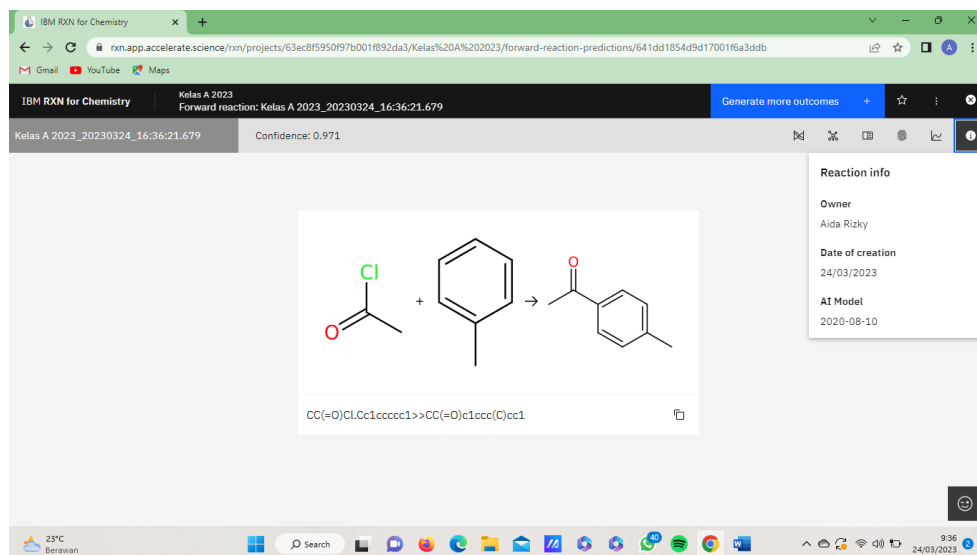 IBM RXN for Chemistry
rxn.app.accelerate.science/rxn/projects/63ec8f5950f97b001f892da3/Kelas%20A%202023/forward-reaction-predictions/641dd1854d9d17001f6a3ddb
A
Gmail YouTube Maps
IBM RXN for Chemistry
Kelas A 2023
Forward reaction: Kelas A 2023_20230324_16:36:21.679
Generate more outcomes +
Kelas A 2023_20230324_16:36:21.679
Confidence: 0.971
Reaction info
Owner
Aida Rizky
Date of creation
24/03/2023
AI Model
2020-08-10
Cl
O
+
→
O
CC(=O)Cl.Cc1ccccc1>>CC(=O)c1ccc(C)cc1
23°C
Berawan
Search
40
9:36
24/03/2023
2